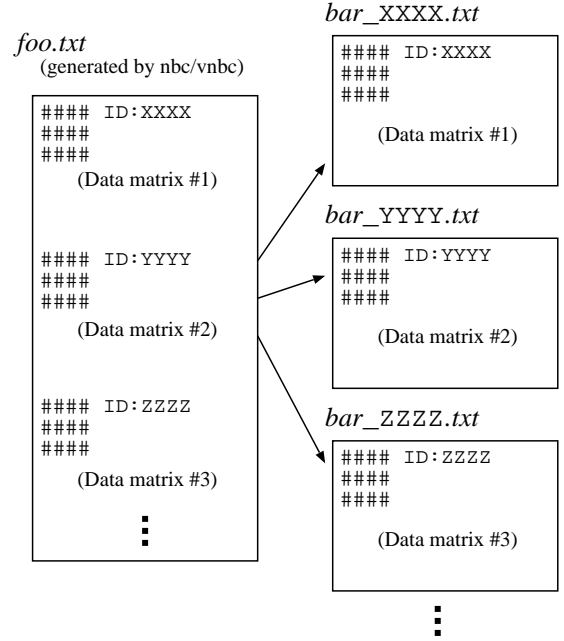 foo.txt
(generated by nbc/vnbc)
#### ID:XXXX
####
####
(Data matrix #1)
#### ID:YYYY
####
####
(Data matrix #2)
#### ID:ZZZZ
####
####
(Data matrix #3)
bar_XXXX.txt
#### ID:XXXX
####
####
(Data matrix #1)
bar_YYYY.txt
#### ID:YYYY
####
####
(Data matrix #2)
bar_ZZZZ.txt
#### ID:ZZZZ
####
####
(Data matrix #3)